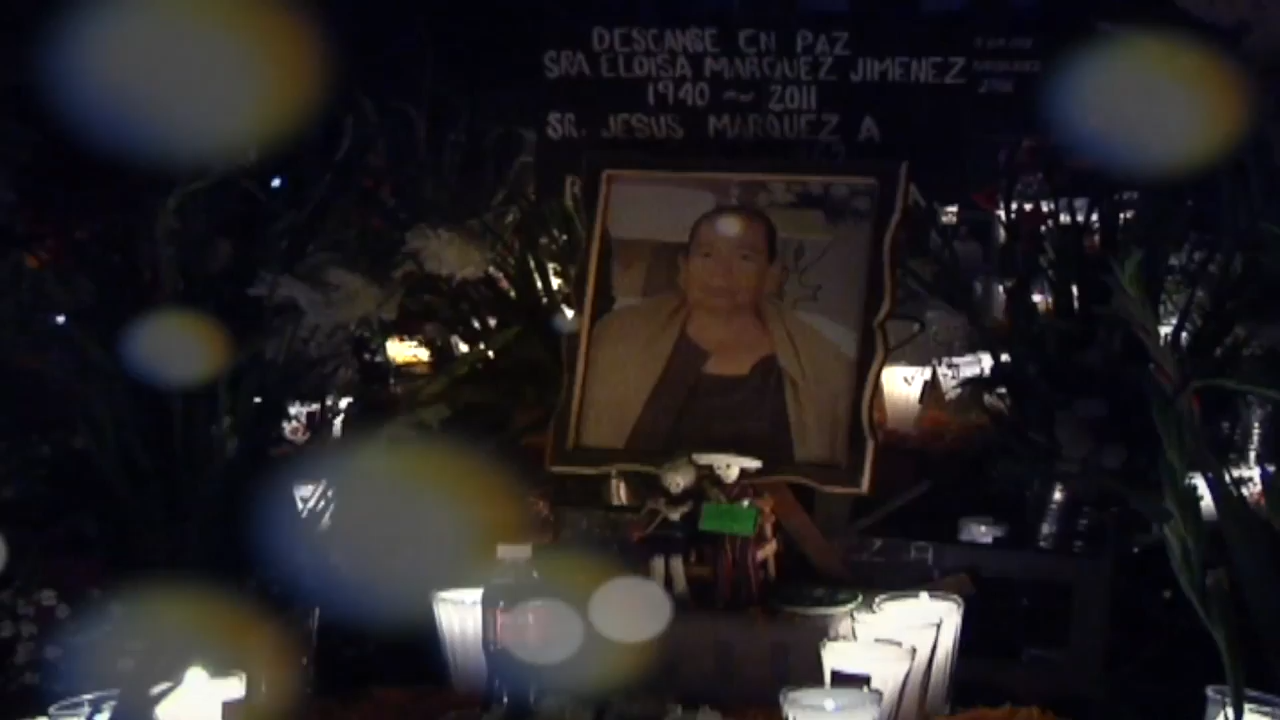 DESCANSE EN PAZ
SRA ELOISA MARQUEZ JIMENEZ
1940 ~ 2011
SR. JESUS MARQUEZ A